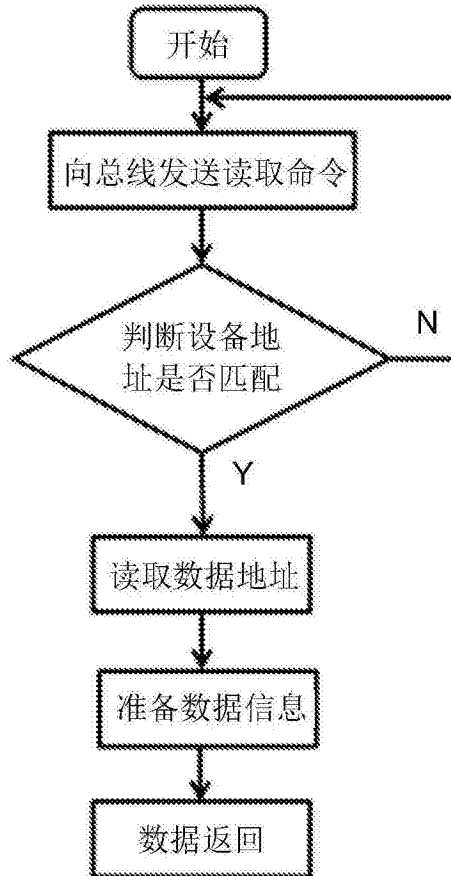 开始
向总线发送读取命令
判断设备地
址是否匹配
N
Y
读取数据地址
准备数据信息
数据返回